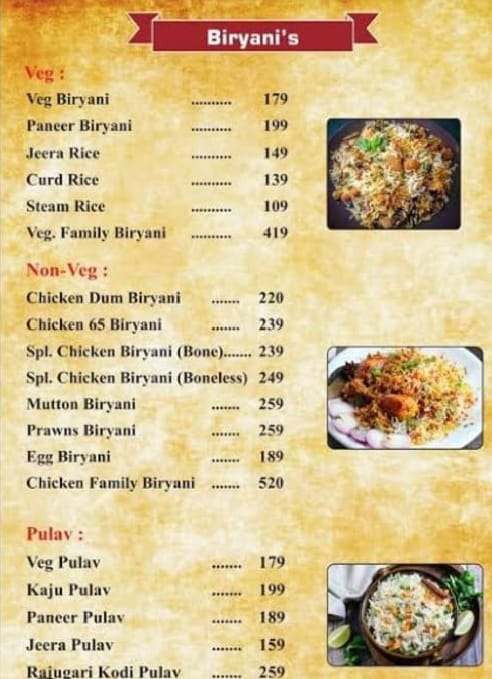 Biryani's
Veg :
Veg Biryani .......... 179
Paneer Biryani .......... 199
Jeera Rice .......... 149
Curd Rice .......... 139
Steam Rice .......... 109
Veg. Family Biryani .......... 419
Non-Veg :
Chicken Dum Biryani ....... 220
Chicken 65 Biryani ....... 239
Spl. Chicken Biryani (Bone)....... 239
Spl. Chicken Biryani (Boneless) 249
Mutton Biryani ....... 259
Prawns Biryani ....... 259
Egg Biryani ....... 189
Chicken Family Biryani ....... 520
Pulav :
Veg Pulav ....... 179
Kaju Pulav ....... 199
Paneer Pulav ....... 189
Jeera Pulav ....... 159
Rajugari Kodi Pulav ....... 259